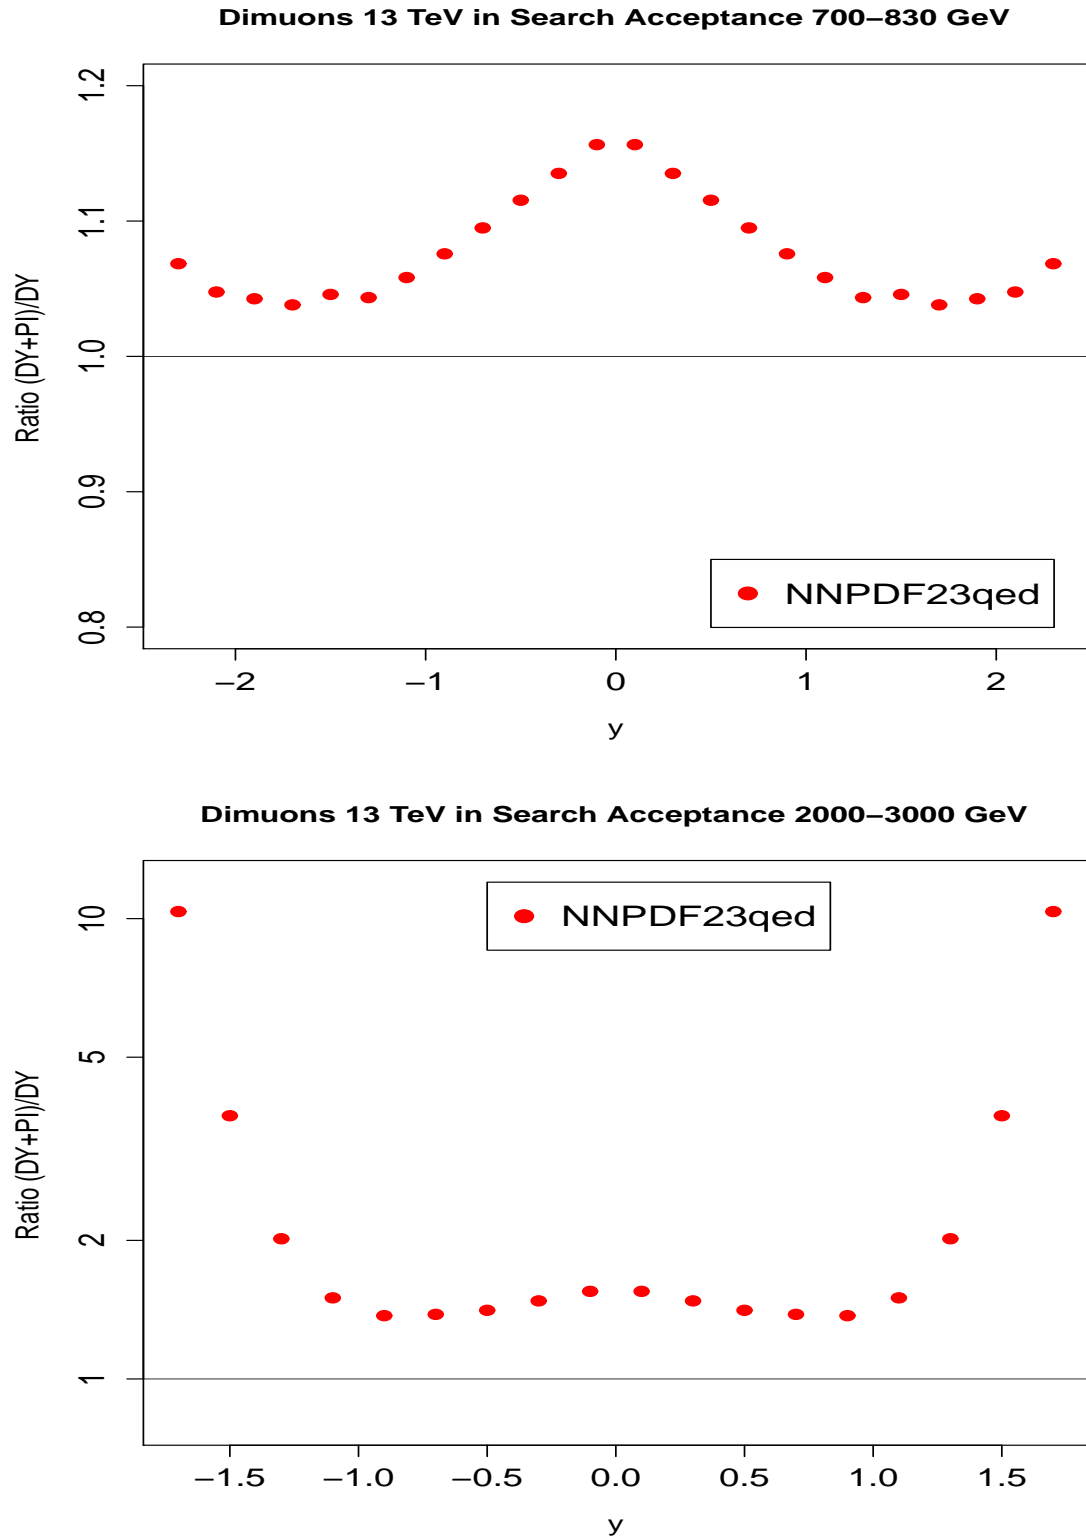 Dimuons 13 TeV in Search Acceptance 700−830 GeV
1.2
1.1
1.0
0.9
0.8
Ratio (DY+PI)/DY
NNPDF23qed
−2 −1 0 1 2
y
Dimuons 13 TeV in Search Acceptance 2000−3000 GeV
NNPDF23qed
10
5
2
1
Ratio (DY+PI)/DY
−1.5 −1.0 −0.5 0.0 0.5 1.0 1.5
y